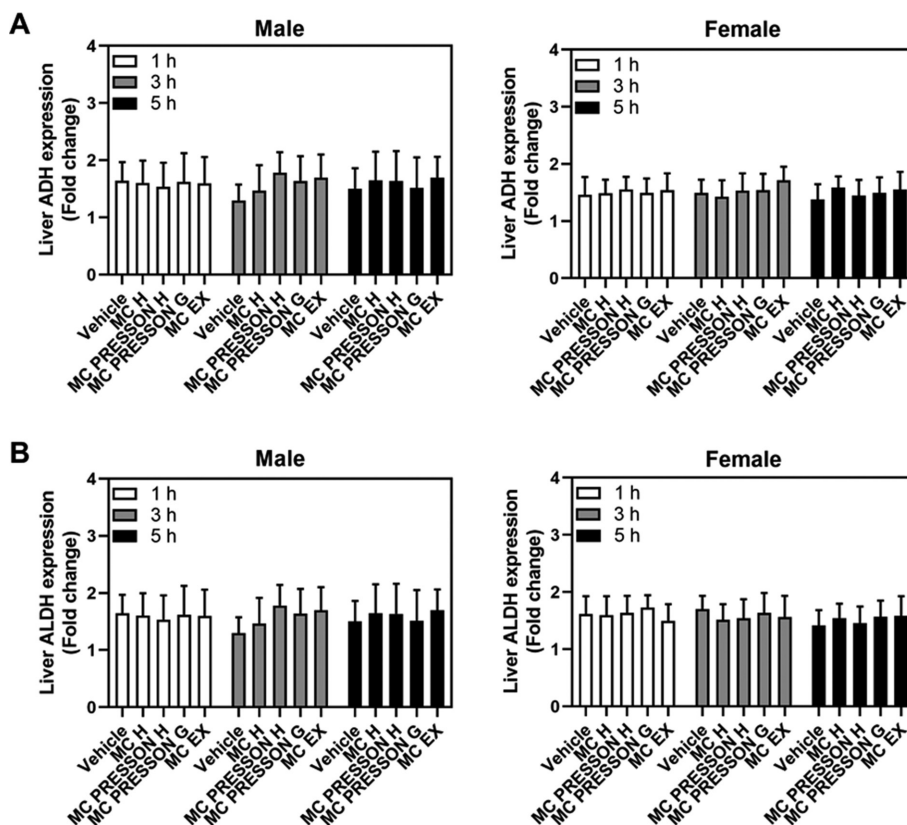 A
Male
Liver ADH expression
(Fold change)
4
3
2
1
0
1 h
3 h
5 h
Vehicle
MC H
MC PRESSON H
MC PRESSON G
MC EX
Vehicle
MC H
MC PRESSON H
MC PRESSON G
MC EX
Vehicle
MC H
MC PRESSON H
MC PRESSON G
MC EX
Female
Liver ADH expression
(Fold change)
4
3
2
1
0
1 h
3 h
5 h
Vehicle
MC H
MC PRESSON H
MC PRESSON G
MC EX
Vehicle
MC H
MC PRESSON H
MC PRESSON G
MC EX
Vehicle
MC H
MC PRESSON H
MC PRESSON G
MC EX
B
Male
Liver ALDH expression
(Fold change)
4
3
2
1
0
1 h
3 h
5 h
Vehicle
MC H
MC PRESSON H
MC PRESSON G
MC EX
Vehicle
MC H
MC PRESSON H
MC PRESSON G
MC EX
Vehicle
MC H
MC PRESSON H
MC PRESSON G
MC EX
Female
Liver ALDH expression
(Fold change)
4
3
2
1
0
1 h
3 h
5 h
Vehicle
MC H
MC PRESSON H
MC PRESSON G
MC EX
Vehicle
MC H
MC PRESSON H
MC PRESSON G
MC EX
Vehicle
MC H
MC PRESSON H
MC PRESSON G
MC EX